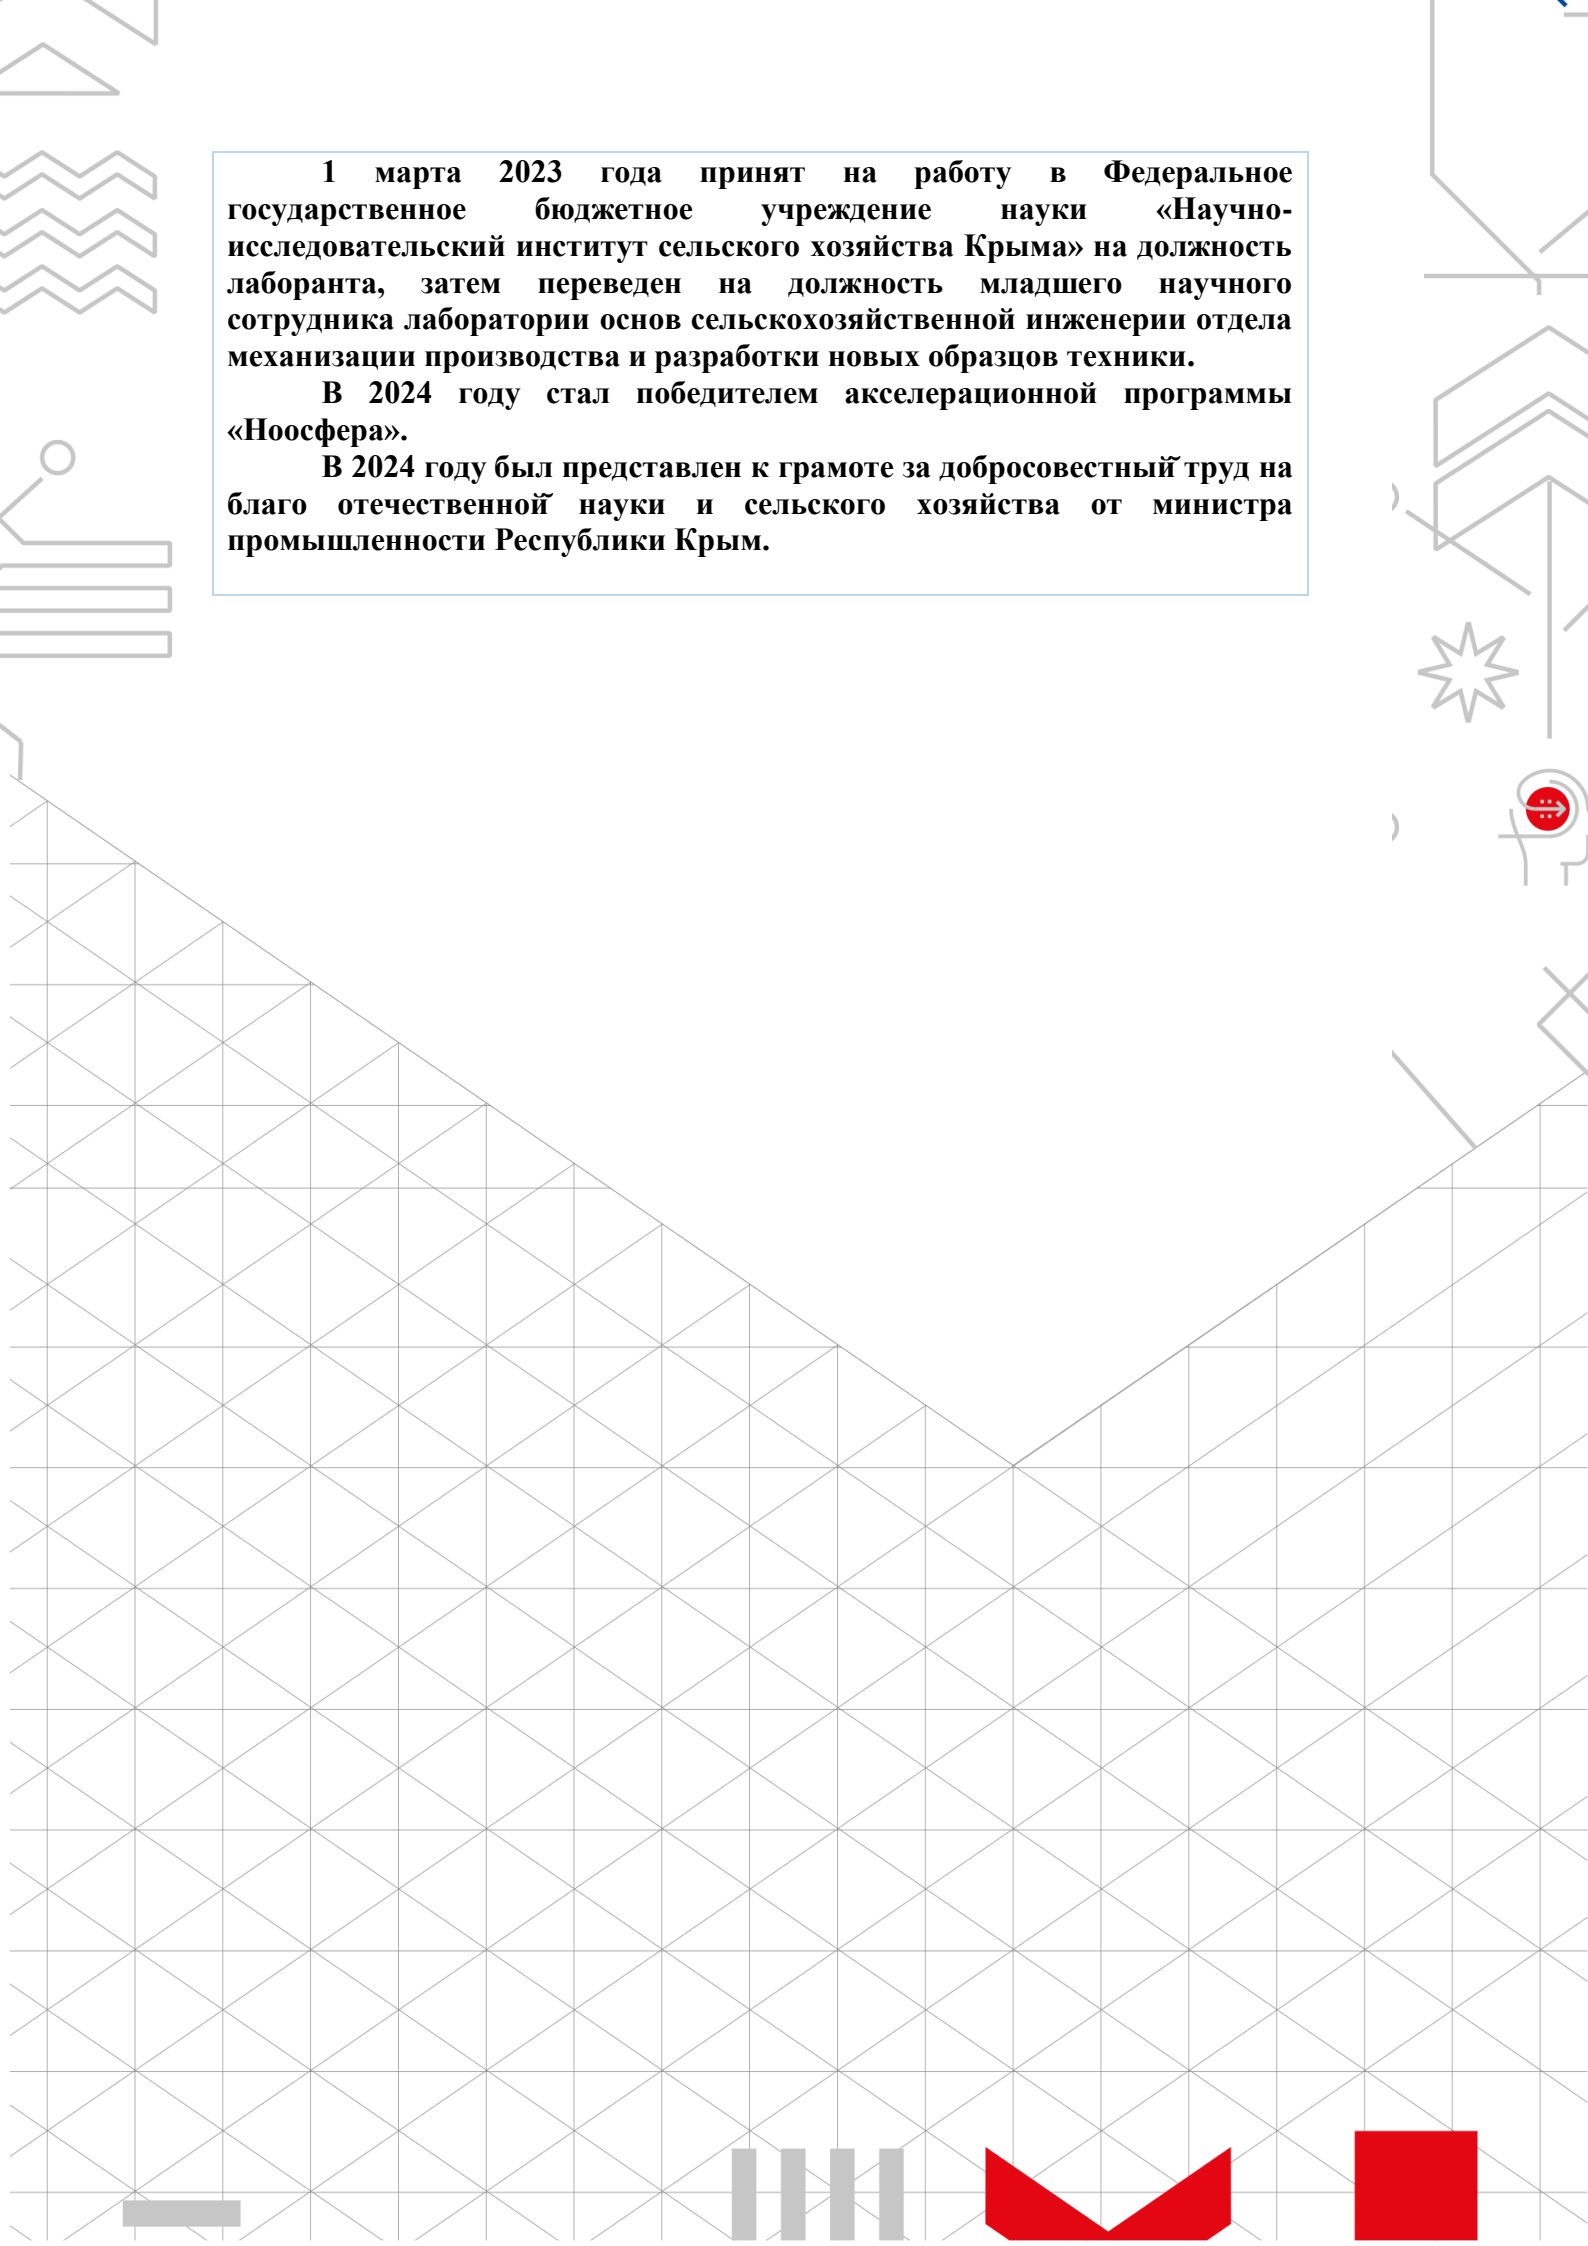 1 марта 2023 года принят на работу в Федеральное
государственное бюджетное учреждение науки «Научно-
исследовательский институт сельского хозяйства Крыма» на должность
лаборанта, затем переведен на должность младшего научного
сотрудника лаборатории основ сельскохозяйственной инженерии отдела
механизации производства и разработки новых образцов техники.
В 2024 году стал победителем акселерационной программы
«Ноосфера».
В 2024 году был представлен к грамоте за добросовестный труд на
благо отечественной науки и сельского хозяйства от министра
промышленности Республики Крым.